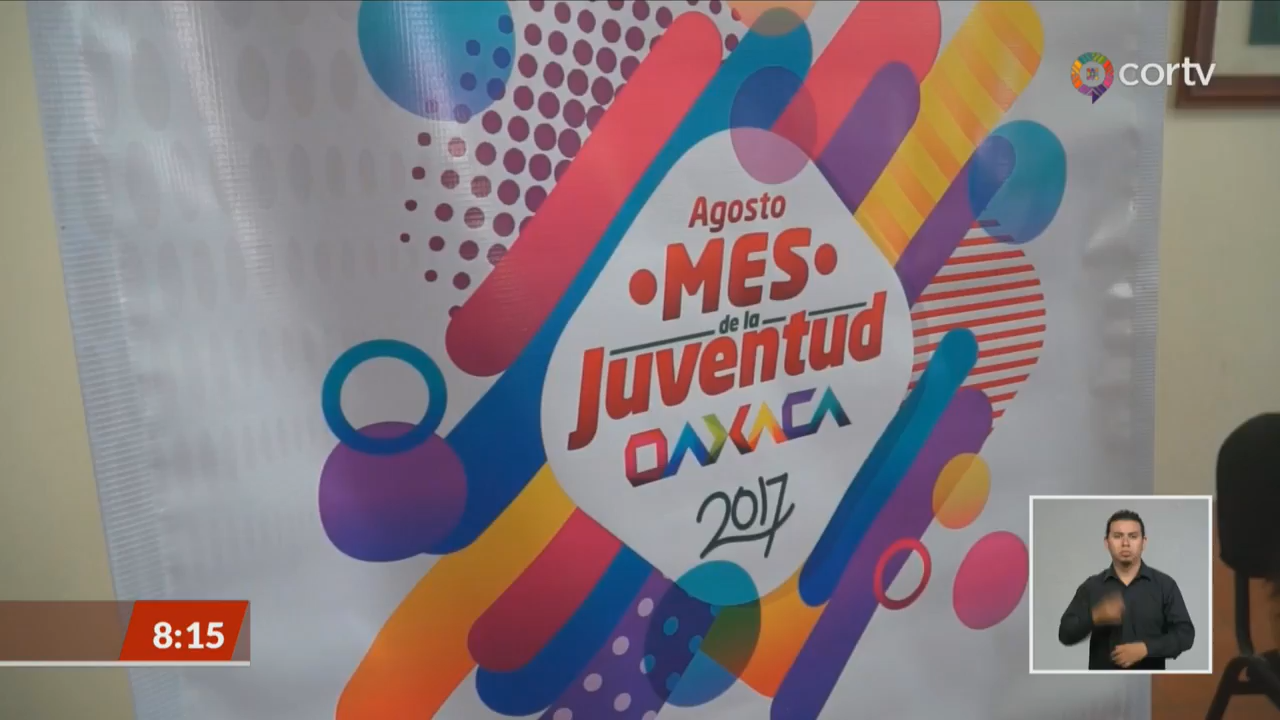 cortv
Agosto
•MES•
de la
Juventud
OAXACA
2017
8:15